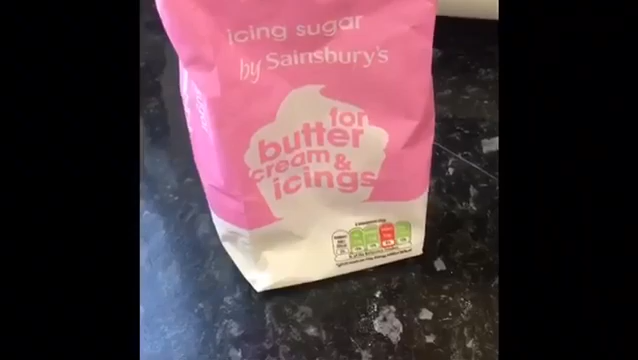 icing sugar
by Sainsbury's
for
butter
cream &
icings